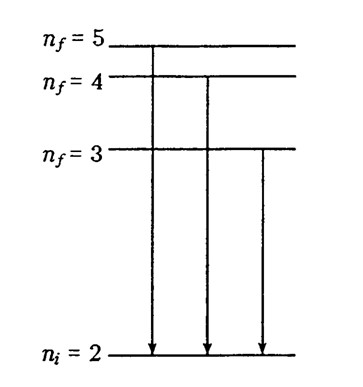 n_f = 5
n_f = 4
n_f = 3
n_i = 2